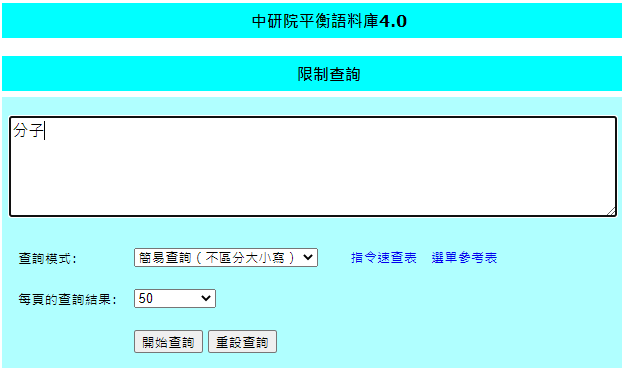 中研院平衡語料庫4.0
限制查詢
分子
查詢模式: 簡易查詢（不區分大小寫） 指令速查表 選單參考表
每頁的查詢結果: 50
開始查詢 重設查詢